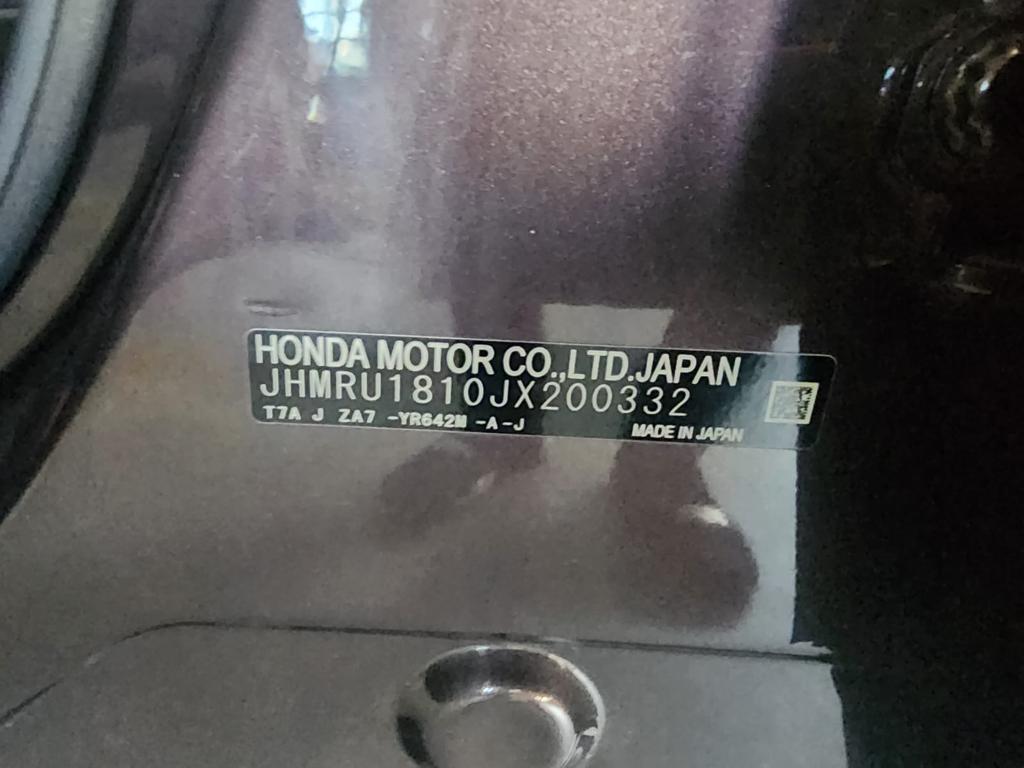 HONDA MOTOR CO.,LTD.JAPAN
JHMRU1810JX200332
T7A J ZA7 -YR642M -A-J
MADE IN JAPAN